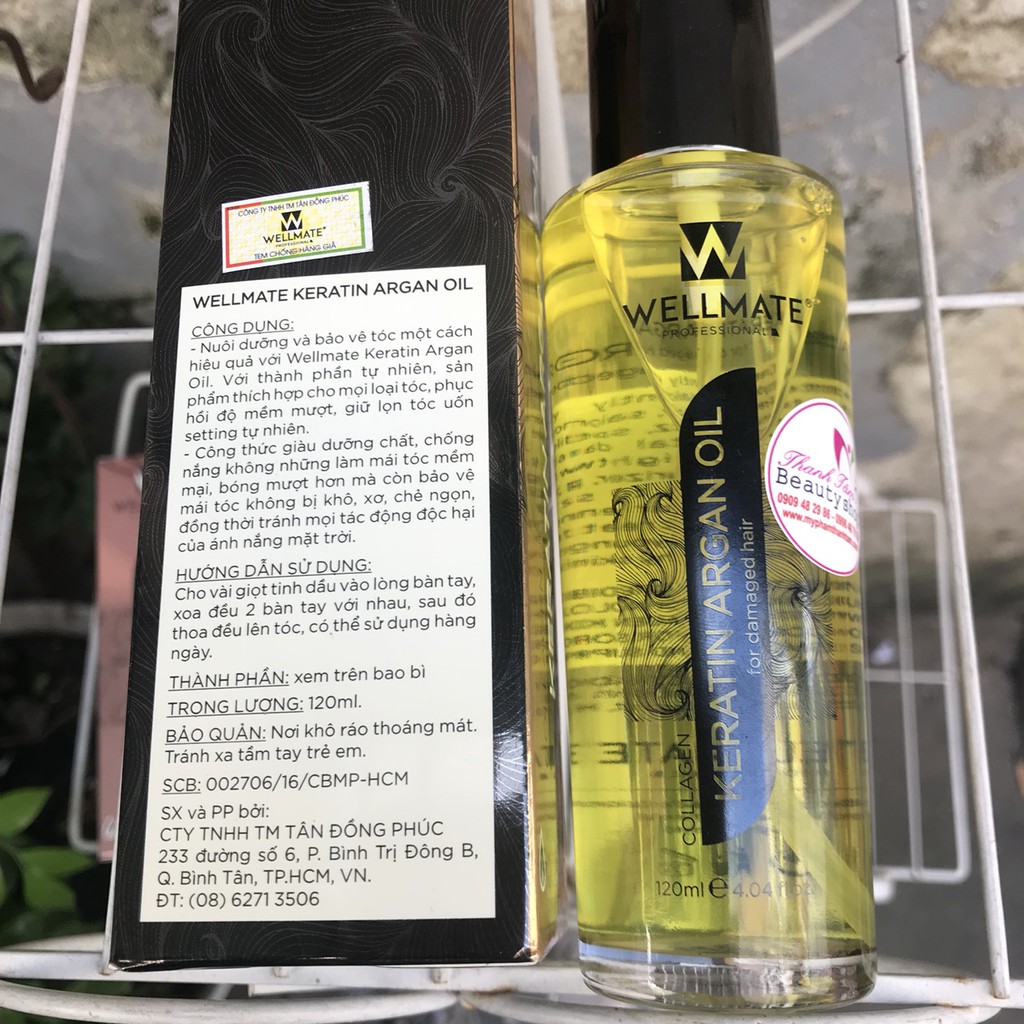 CÔNG TY TNHH TM TÂN ĐỒNG PHÚC
WELLMATE®
PROFESSIONAL
TEM CHỐNG HÀNG GIẢ
WELLMATE KERATIN ARGAN OIL
CÔNG DỤNG:
- Nuôi dưỡng và bảo vệ tóc một cách
hiệu quả với Wellmate Keratin Argan
Oil. Với thành phần tự nhiên, sản
phẩm thích hợp cho mọi loại tóc, phục
hồi độ mềm mượt, giữ lọn tóc uốn
setting tự nhiên.
- Công thức giàu dưỡng chất, chống
nắng không những làm mái tóc mềm
mại, bóng mượt hơn mà còn bảo vệ
mái tóc không bị khô, xơ, chẻ ngọn,
đồng thời tránh mọi tác động độc hại
của ánh nắng mặt trời.
HƯỚNG DẪN SỬ DỤNG:
Cho vài giọt tinh dầu vào lòng bàn tay,
xoa đều 2 bàn tay với nhau, sau đó
thoa đều lên tóc, có thể sử dụng hàng
ngày.
THÀNH PHẦN: xem trên bao bì
TRỌNG LƯỢNG: 120ml.
BẢO QUẢN: Nơi khô ráo thoáng mát.
Tránh xa tầm tay trẻ em.
SCB: 002706/16/CBMP-HCM
SX và PP bởi:
CTY TNHH TM TÂN ĐỒNG PHÚC
233 đường số 6, P. Bình Trị Đông B,
Q. Bình Tân, TP.HCM, VN.
ĐT: (08) 6271 3506
WELLMATE®
PROFESSIONAL
COLLAGEN
KERATIN ARGAN OIL
for damaged hair
120ml ℮ 4.04 fl oz.
Thanh
Beauty
0909 48 29 86